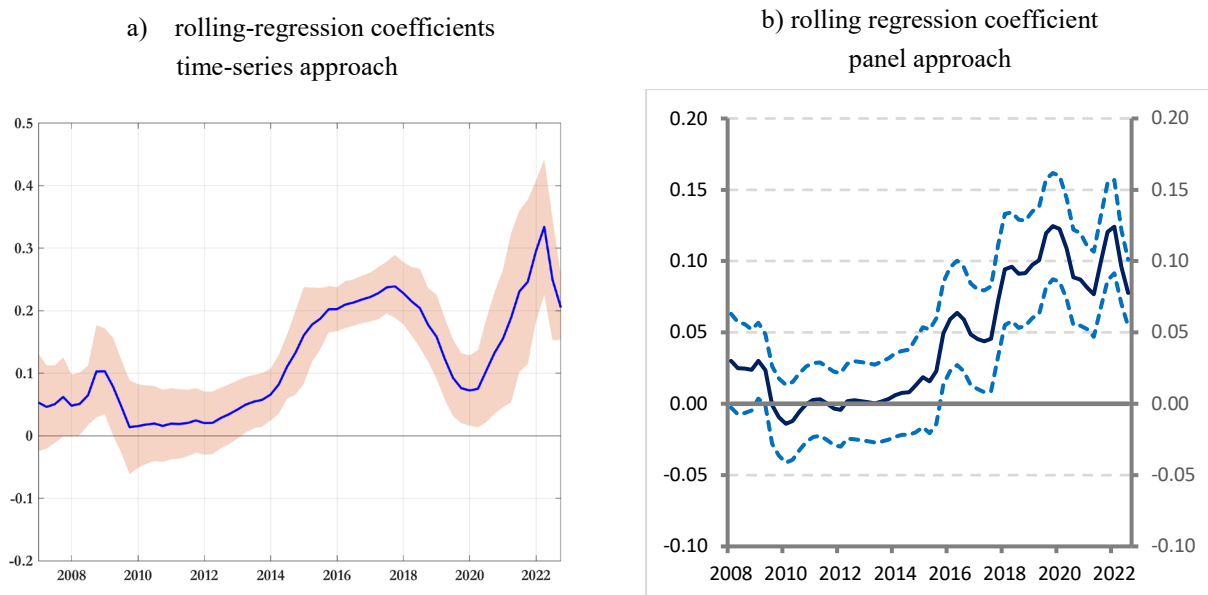 a) rolling-regression coefficients
time-series approach
0.5
0.4
0.3
0.2
0.1
0
-0.1
-0.2
2008 2010 2012 2014 2016 2018 2020 2022
b) rolling regression coefficient
panel approach
0.20 0.20
0.15 0.15
0.10 0.10
0.05 0.05
0.00 0.00
-0.05 -0.05
-0.10 -0.10
2008 2010 2012 2014 2016 2018 2020 2022